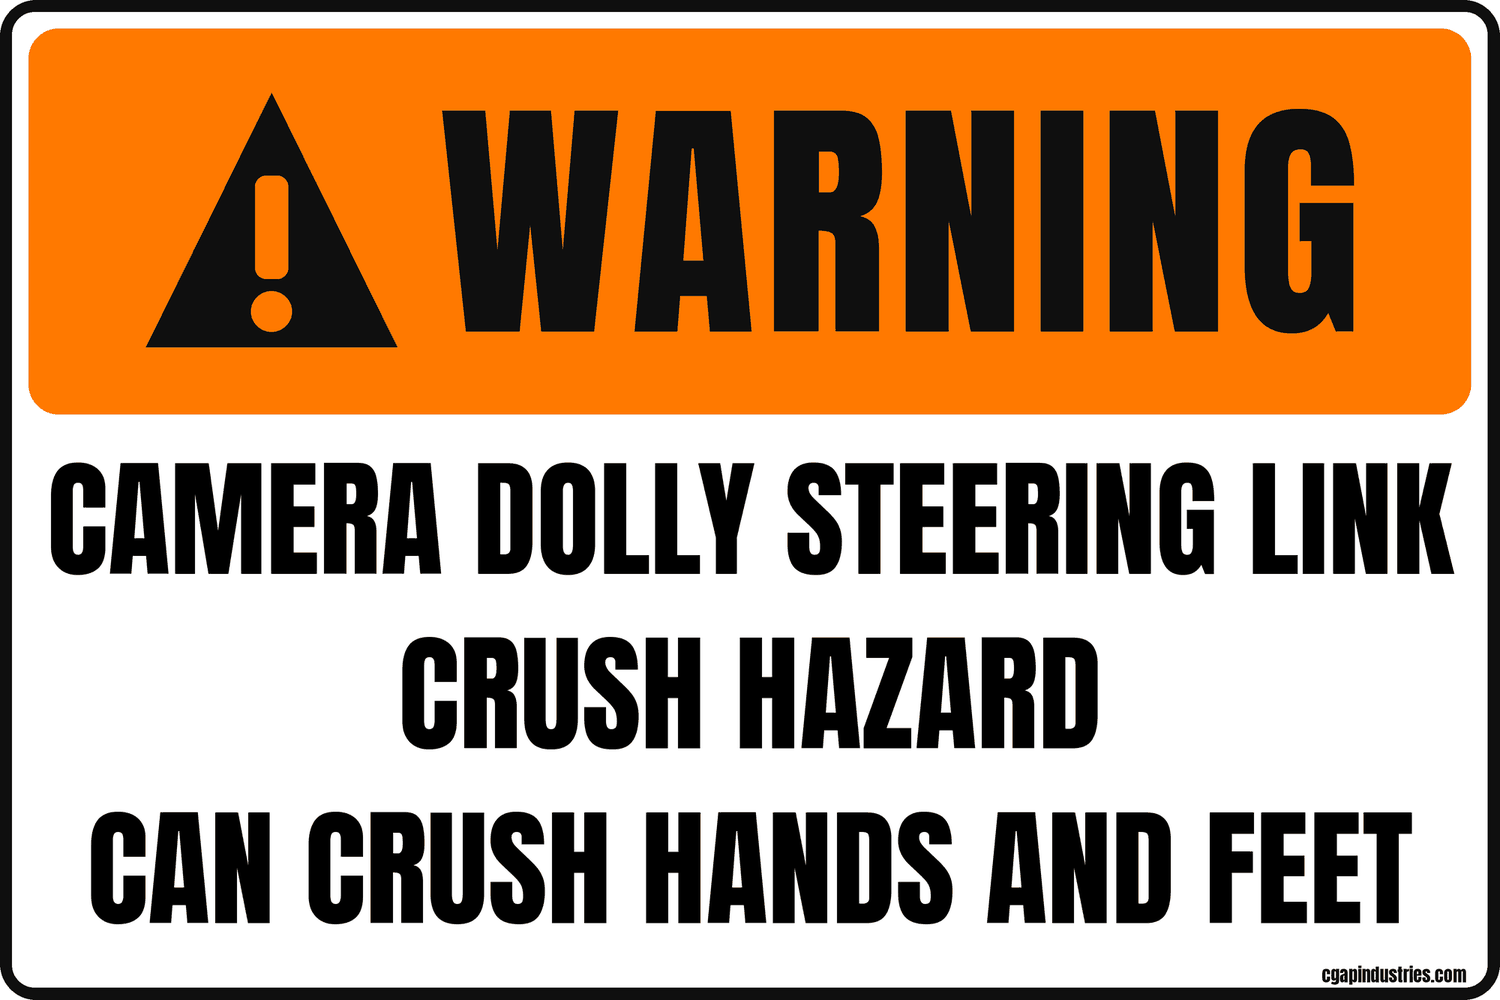 WARNING
CAMERA DOLLY STEERING LINK
CRUSH HAZARD
CAN CRUSH HANDS AND FEET
cgapindustries.com